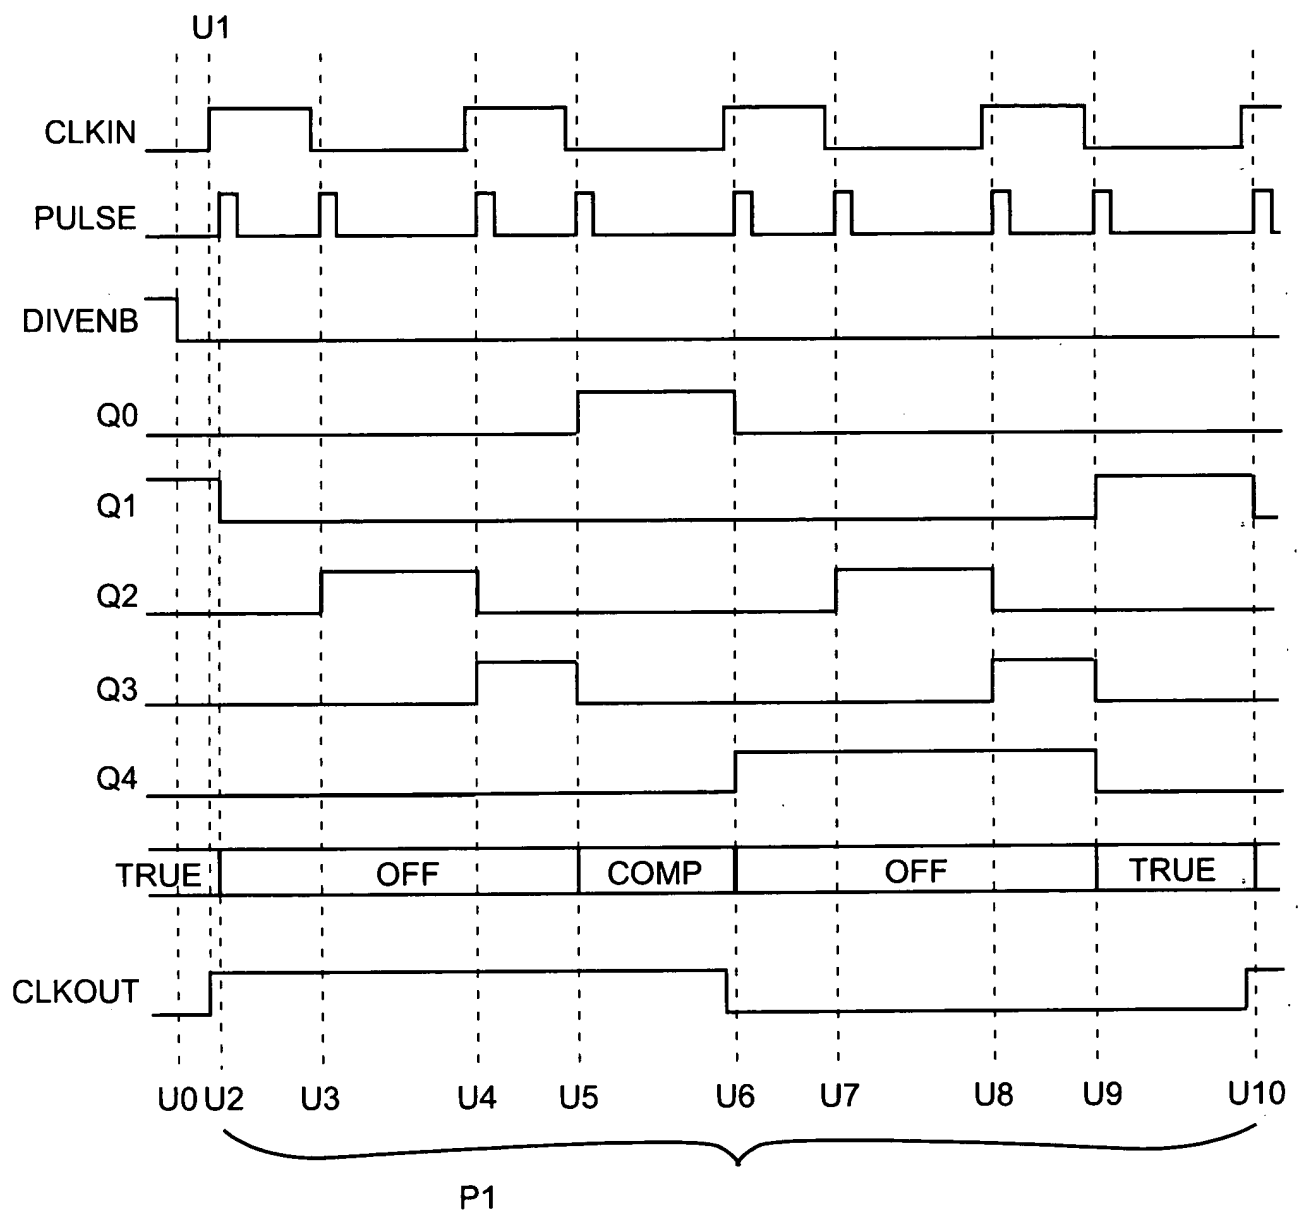 U1
CLKIN
PULSE
DIVENB
Q0
Q1
Q2
Q3
Q4
TRUE OFF COMP OFF TRUE
CLKOUT
U0 U2 U3 U4 U5 U6 U7 U8 U9 U10
P1